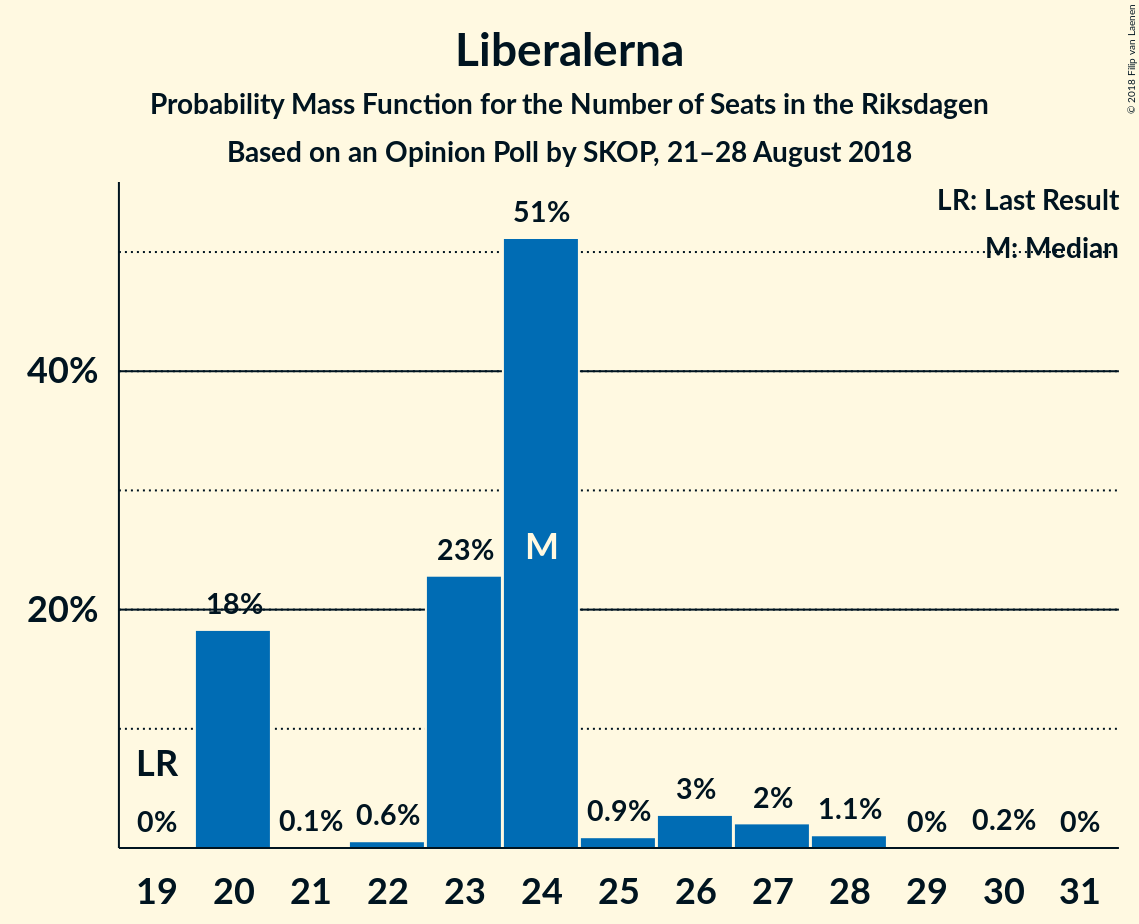 Liberalerna
Probability Mass Function for the Number of Seats in the Riksdagen
Based on an Opinion Poll by SKOP, 21–28 August 2018
© 2018 Filip van Laenen
LR: Last Result
M: Median
51%
40%
23%
M
18%
20%
LR
0%
0.1%
0.6%
0.9%
3%
2%
1.1%
0%
0.2%
0%
19 20 21 22 23 24 25 26 27 28 29 30 31